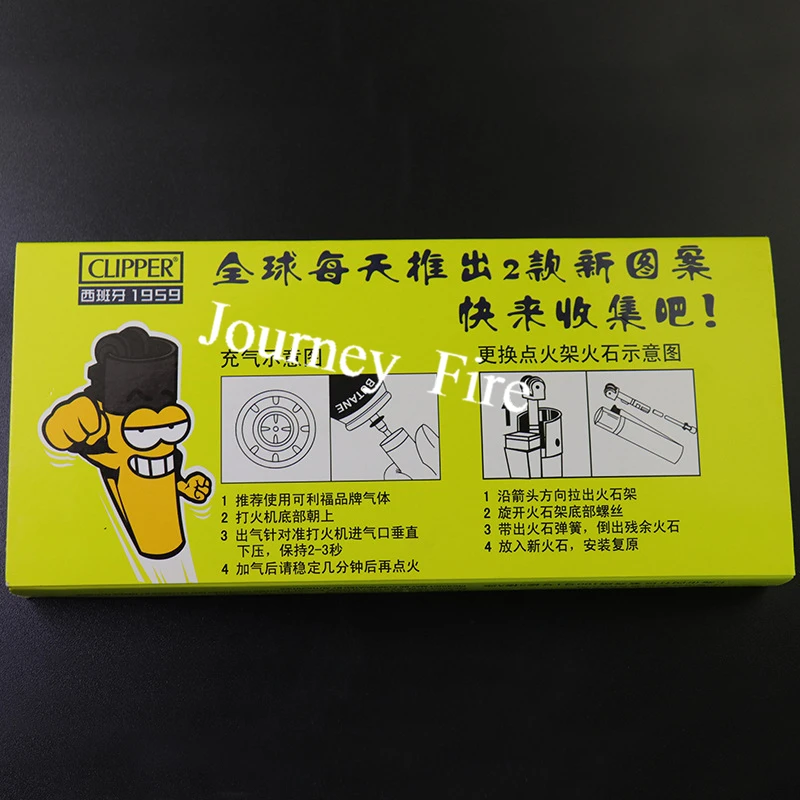 CLIPPER®
西班牙 1959
全球每天推出2款新图案
快来收集吧!
Journey Fire
充气示意图
更换点火架火石示意图
BUTANE
1 推荐使用可利福品牌气体
2 打火机底部朝上
3 出气针对准打火机进气口垂直
下压,保持2-3秒
4 加气后请稳定几分钟后再点火
1 沿箭头方向拉出火石架
2 旋开火石架底部螺丝
3 带出火石弹簧,倒出残余火石
4 放入新火石,安装复原